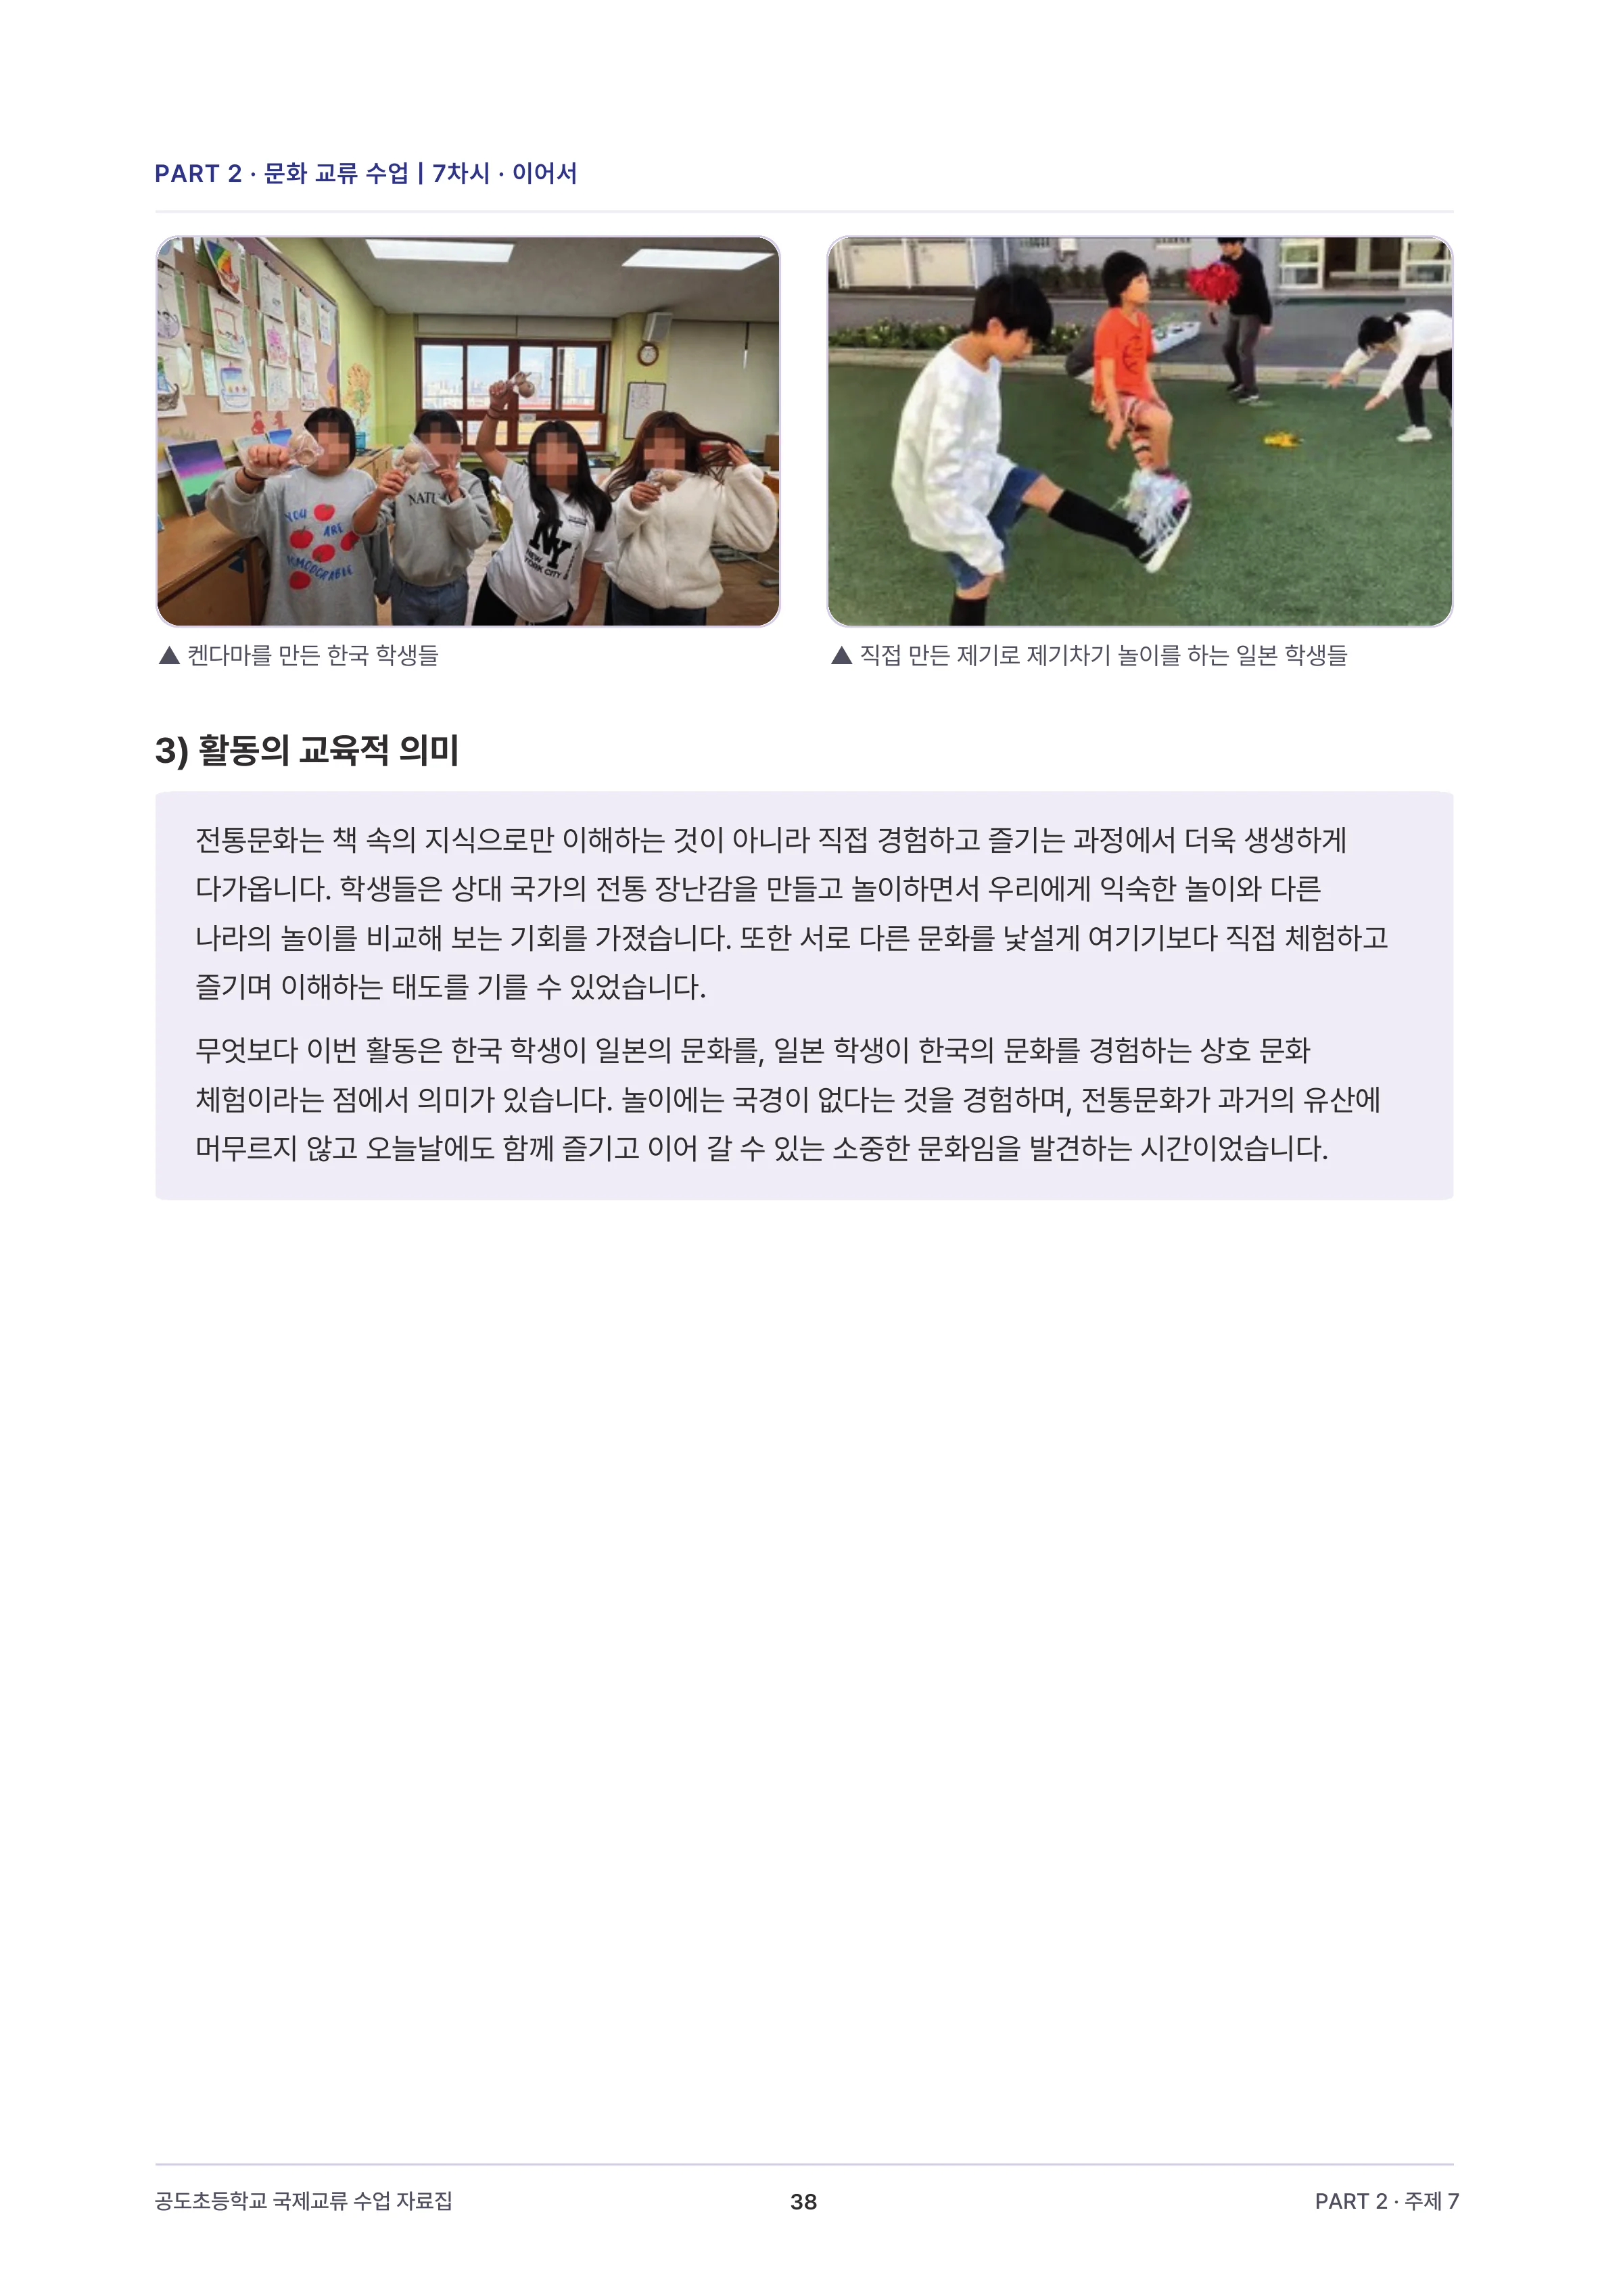 PART 2 · 문화 교류 수업 | 7차시 · 이어서
YOU
ARE
NATU
NY
NEW
YORK CITY
▲ 켄다마를 만든 한국 학생들
▲ 직접 만든 제기로 제기차기 놀이를 하는 일본 학생들
3) 활동의 교육적 의미
전통문화는 책 속의 지식으로만 이해하는 것이 아니라 직접 경험하고 즐기는 과정에서 더욱 생생하게
다가옵니다. 학생들은 상대 국가의 전통 장난감을 만들고 놀이하면서 우리에게 익숙한 놀이와 다른
나라의 놀이를 비교해 보는 기회를 가졌습니다. 또한 서로 다른 문화를 낯설게 여기기보다 직접 체험하고
즐기며 이해하는 태도를 기를 수 있었습니다.
무엇보다 이번 활동은 한국 학생이 일본의 문화를, 일본 학생이 한국의 문화를 경험하는 상호 문화
체험이라는 점에서 의미가 있습니다. 놀이에는 국경이 없다는 것을 경험하며, 전통문화가 과거의 유산에
머무르지 않고 오늘날에도 함께 즐기고 이어 갈 수 있는 소중한 문화임을 발견하는 시간이었습니다.
공도초등학교 국제교류 수업 자료집
38
PART 2 · 주제 7